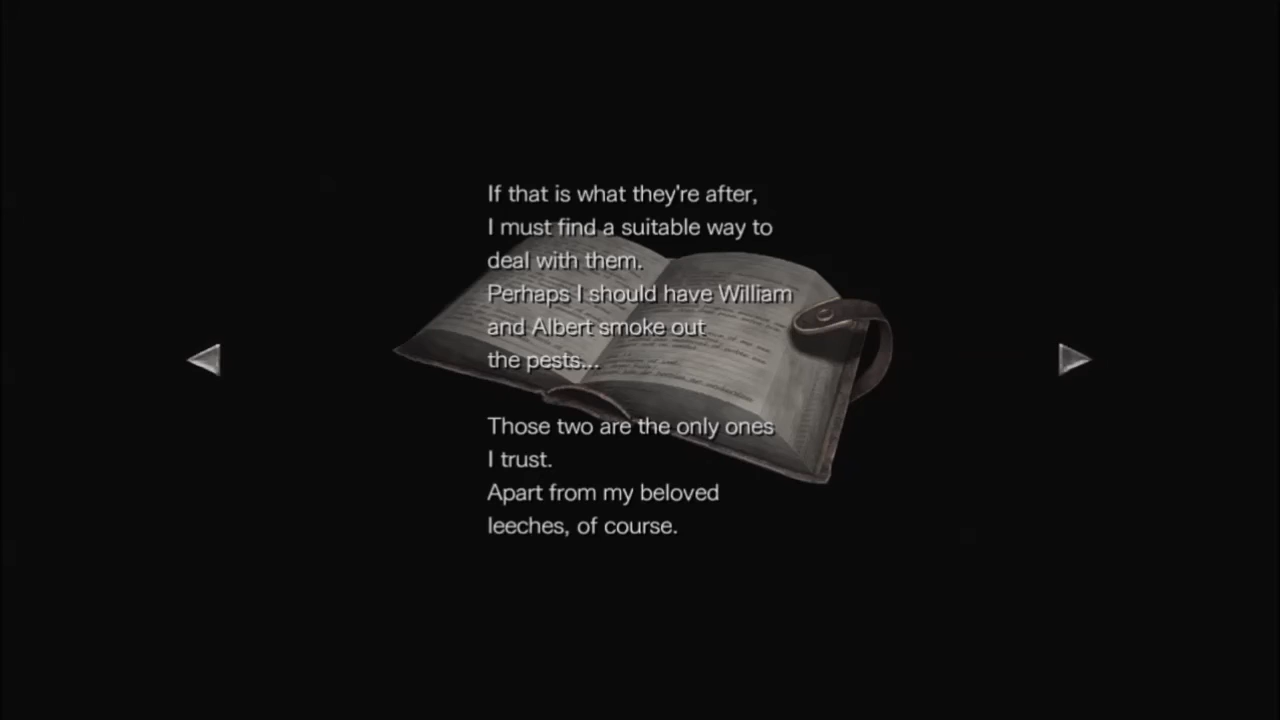 If that is what they're after,
I must find a suitable way to
deal with them.
Perhaps I should have William
and Albert smoke out
the pests...
Those two are the only ones
I trust.
Apart from my beloved
leeches, of course.